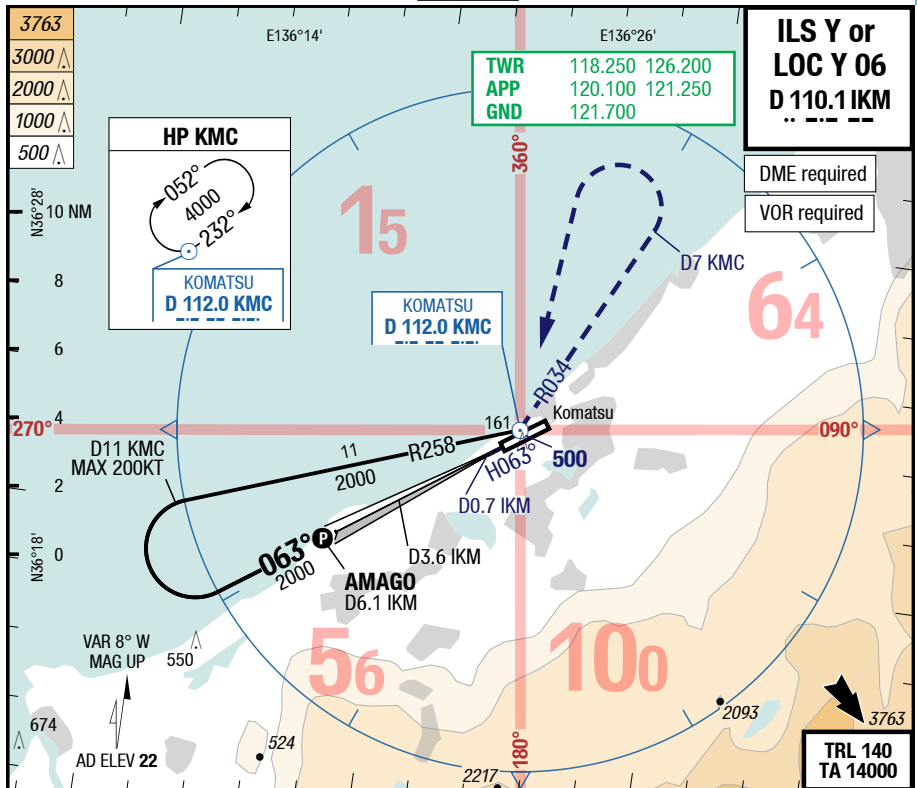 3763
3000
2000
1000
500
E136°14'
E136°26'
TWR 118.250 126.200
APP 120.100 121.250
GND 121.700
ILS Y or
LOC Y 06
D 110.1 IKM
DME required
VOR required
HP KMC
052°
4000
232°
KOMATSU
D 112.0 KMC
N36°28'
10 NM
8
6
4
2
0
N36°18'
360°
15
64
D7 KMC
KOMATSU
D 112.0 KMC
R034
Komatsu
161
270°
090°
D11 KMC
MAX 200KT
11
R258
2000
H063°
500
D0.7 IKM
D3.6 IKM
063°
2000
P
AMAGO
D6.1 IKM
VAR 8° W
MAG UP
550
56
100
674
524
2093
3763
AD ELEV 22
2217
180°
TRL 140
TA 14000